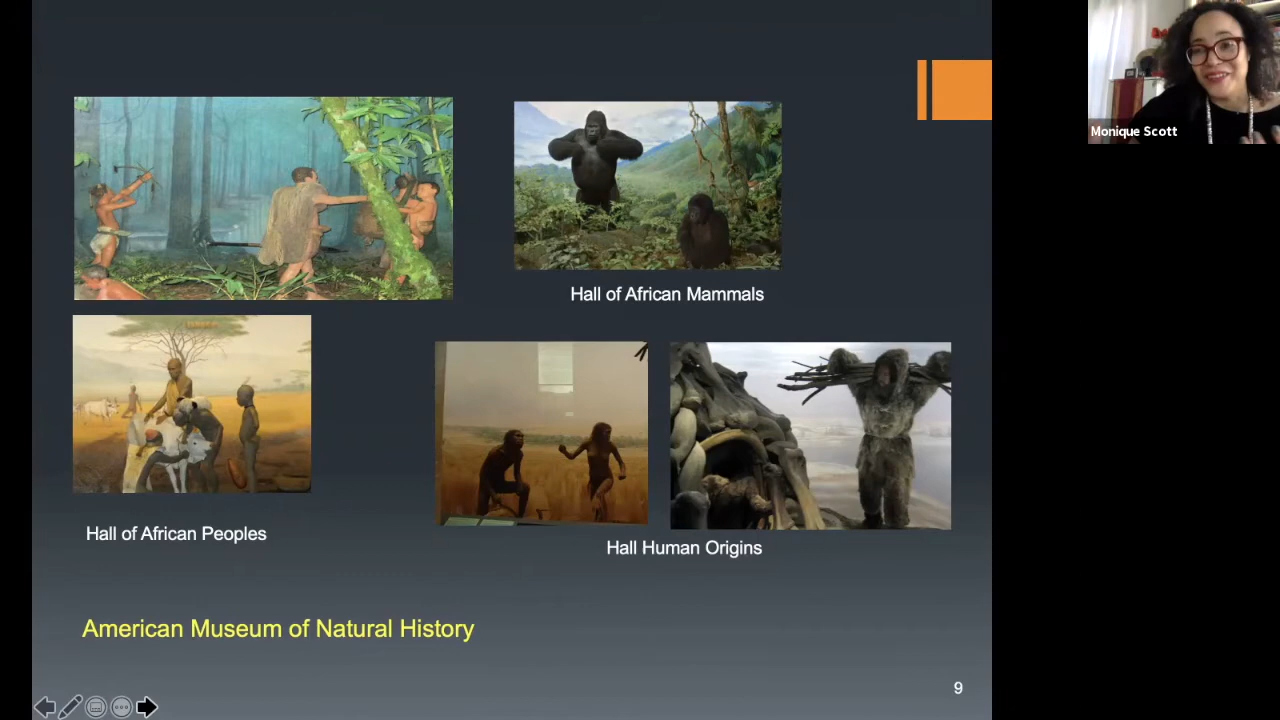 Monique Scott
Hall of African Mammals
Hall of African Peoples
Hall Human Origins
American Museum of Natural History
9